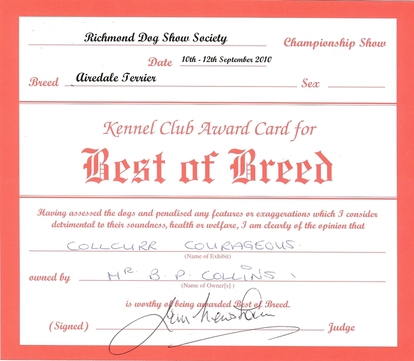 Richmond Dog Show Society
Championship Show
Date 10th - 12th September 2010
Breed Airedale Terrier Sex
Kennel Club Award Card for
Best of Breed
Having assessed the dogs and penalised any features or exaggerations which I consider
detrimental to their soundness, health or welfare, I am clearly of the opinion that
COLLCURR COURAGEOUS.
(Name of Exhibit)
owned by MR. B. P. COLLINS
(Name of Owner[s])
is worthy of being awarded Best of Breed.
(Signed) Judge